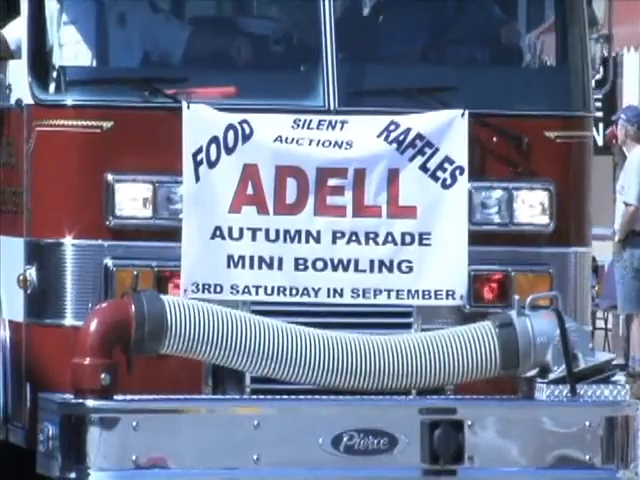 FOOD SILENT RAFFLES
AUCTIONS
ADELL
AUTUMN PARADE
MINI BOWLING
3RD SATURDAY IN SEPTEMBER
Pierce